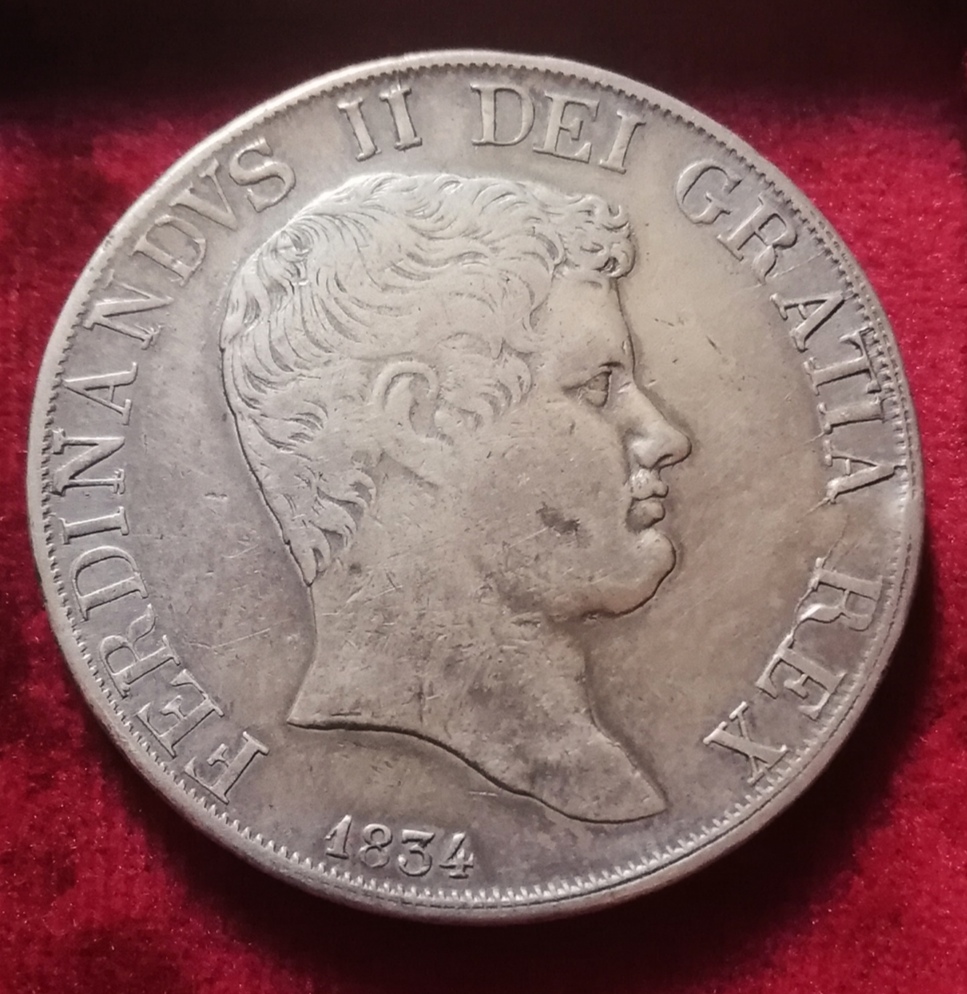 FERDINANDVS II DEI GRATIA REX
1834